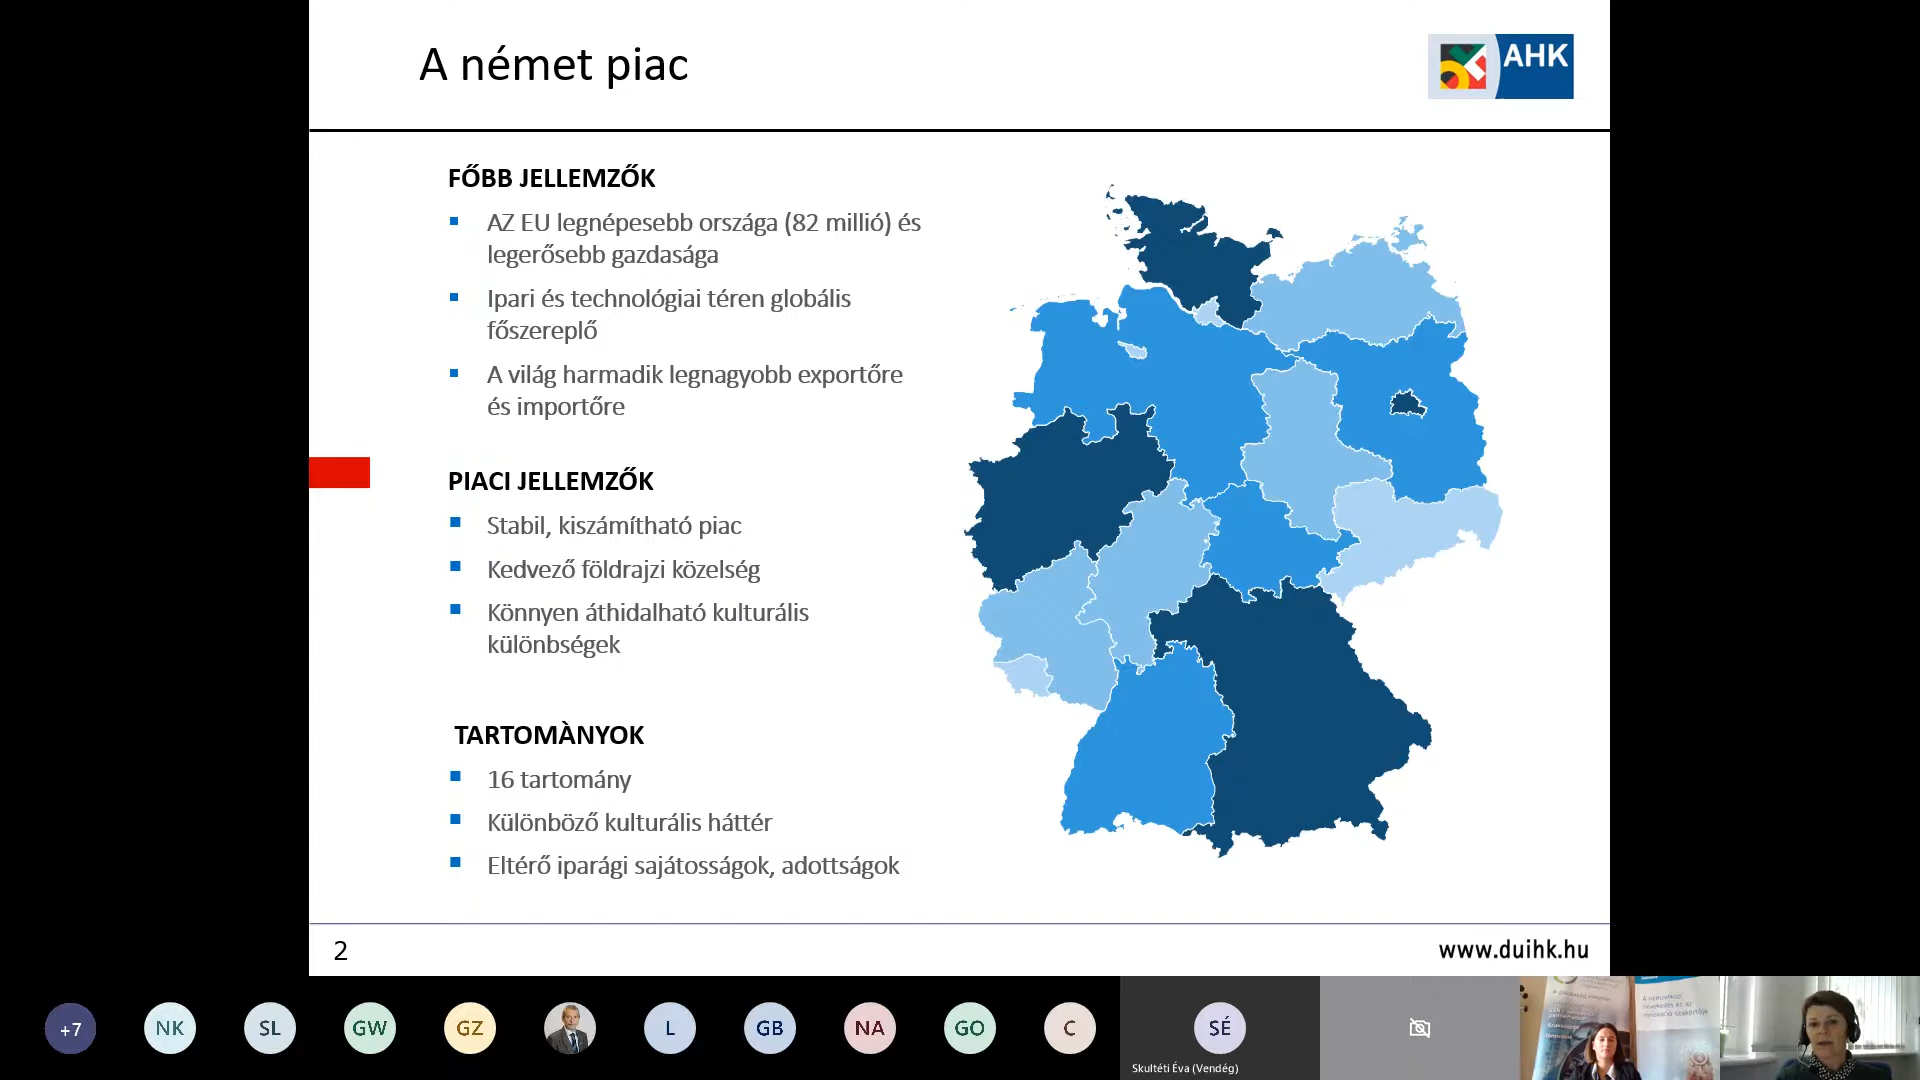 A német piac
AHK
FŐBB JELLEMZŐK
AZ EU legnépesebb országa (82 millió) és
legerősebb gazdasága
Ipari és technológiai téren globális
főszereplő
A világ harmadik legnagyobb exportőre
és importőre
PIACI JELLEMZŐK
Stabil, kiszámítható piac
Kedvező földrajzi közelség
Könnyen áthidalható kulturális
különbségek
TARTOMÀNYOK
16 tartomány
Különböző kulturális háttér
Eltérő iparági sajátosságok, adottságok
2
www.duihk.hu
+7
NK
SL
GW
GZ
L
GB
NA
GO
C
SÉ
Skultéti Éva (Vendég)
A nemzetközi